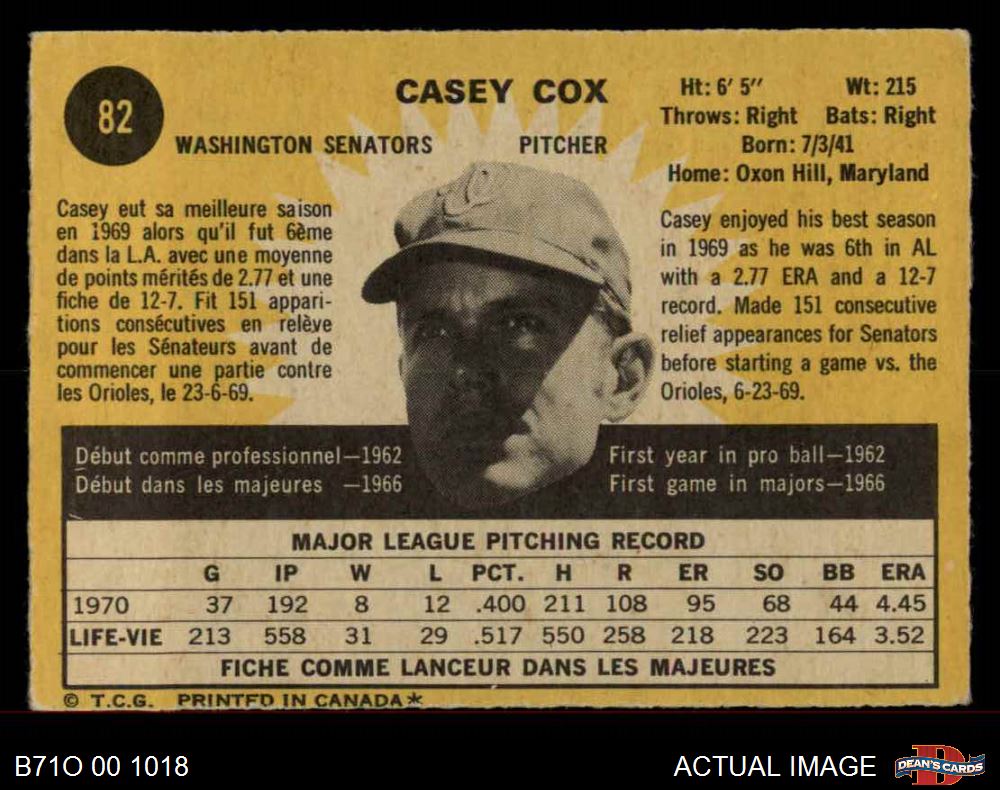 82
CASEY COX
WASHINGTON SENATORS PITCHER
Ht: 6' 5" Wt: 215
Throws: Right Bats: Right
Born: 7/3/41
Home: Oxon Hill, Maryland
Casey eut sa meilleure saison
en 1969 alors qu'il fut 6ème
dans la L.A. avec une moyenne
de points mérités de 2.77 et une
fiche de 12-7. Fit 151 appari-
tions consécutives en relève
pour les Sénateurs avant de
commencer une partie contre
les Orioles, le 23-6-69.
Casey enjoyed his best season
in 1969 as he was 6th in AL
with a 2.77 ERA and a 12-7
record. Made 151 consecutive
relief appearances for Senators
before starting a game vs. the
Orioles, 6-23-69.
Début comme professionnel—1962
Début dans les majeures —1966
First year in pro ball—1962
First game in majors—1966
MAJOR LEAGUE PITCHING RECORD
G IP W L PCT. H R ER SO BB ERA
1970 37 192 8 12 .400 211 108 95 68 44 4.45
LIFE-VIE 213 558 31 29 .517 550 258 218 223 164 3.52
FICHE COMME LANCEUR DANS LES MAJEURES
© T.C.G. PRINTED IN CANADA*
B71O 00 1018
ACTUAL IMAGE
DEAN'S CARDS